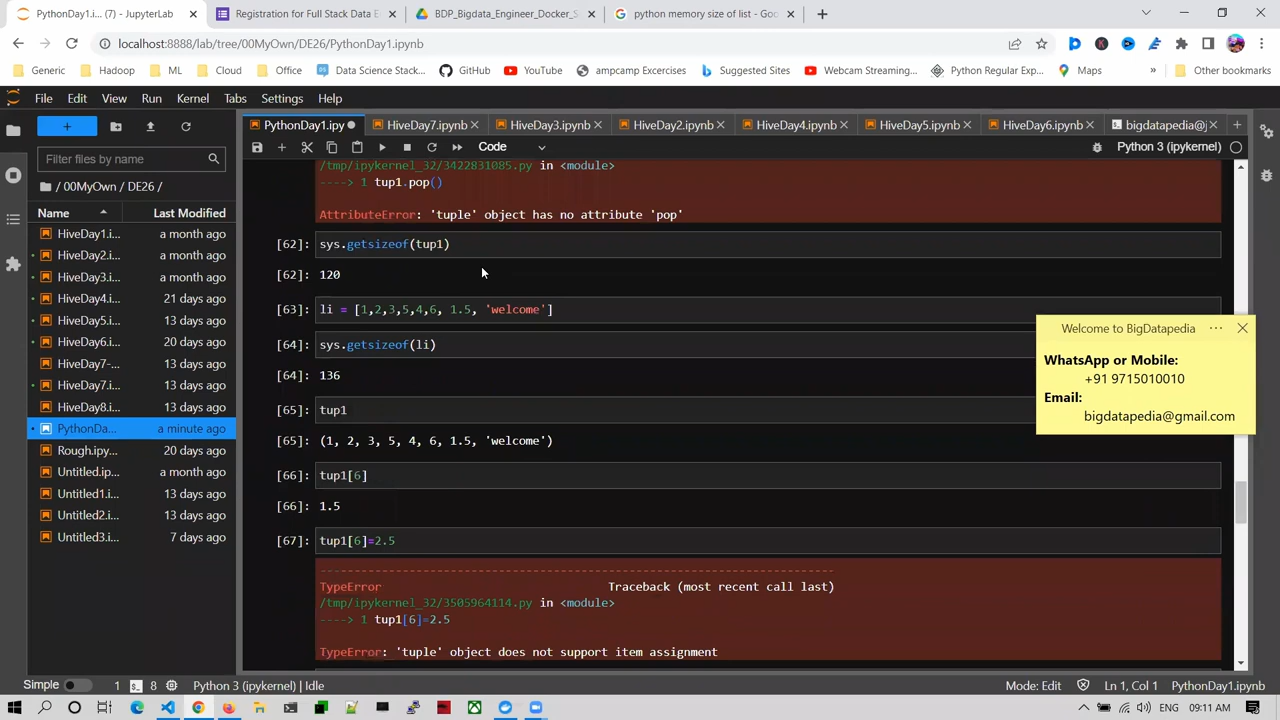 PythonDay1.i... (7) - JupyterLab
Registration for Full Stack Data E
BDP_Bigdata_Engineer_Docker_S
python memory size of list - Goo
localhost:8888/lab/tree/00MyOwn/DE26/PythonDay1.ipynb
Generic
Hadoop
ML
Cloud
Office
Data Science Stack...
GitHub
YouTube
ampcamp Excercises
Suggested Sites
Webcam Streaming...
Python Regular Exp...
Maps
»
Other bookmarks
File Edit View Run Kernel Tabs Settings Help
PythonDay1.ipy
HiveDay7.ipynb
HiveDay3.ipynb
HiveDay2.ipynb
HiveDay4.ipynb
HiveDay5.ipynb
HiveDay6.ipynb
bigdatapedia@j
Code
Python 3 (ipykernel)
Filter files by name
/ 00MyOwn / DE26 /
Name Last Modified
HiveDay1.i... a month ago
HiveDay2.i... a month ago
HiveDay3.i... a month ago
HiveDay4.i... 21 days ago
HiveDay5.i... 13 days ago
HiveDay6.i... 20 days ago
HiveDay7-... 13 days ago
HiveDay7.i... 13 days ago
HiveDay8.i... 13 days ago
PythonDa... a minute ago
Rough.ipy... 20 days ago
Untitled.ip... a month ago
Untitled1.i... 13 days ago
Untitled2.i... 13 days ago
Untitled3.i... 7 days ago
/tmp/ipykernel_32/3422831085.py in <module>
----> 1 tup1.pop()
AttributeError: 'tuple' object has no attribute 'pop'
[62]: sys.getsizeof(tup1)
[62]: 120
[63]: li = [1,2,3,5,4,6, 1.5, 'welcome']
[64]: sys.getsizeof(li)
[64]: 136
[65]: tup1
[65]: (1, 2, 3, 5, 4, 6, 1.5, 'welcome')
[66]: tup1[6]
[66]: 1.5
[67]: tup1[6]=2.5
---------------------------------------------------------------------------
TypeError Traceback (most recent call last)
/tmp/ipykernel_32/3505964114.py in <module>
----> 1 tup1[6]=2.5
TypeError: 'tuple' object does not support item assignment
Welcome to BigDatapedia
WhatsApp or Mobile:
+91 9715010010
Email:
bigdatapedia@gmail.com
Simple 1 8 Python 3 (ipykernel) | Idle
Mode: Edit Ln 1, Col 1 PythonDay1.ipynb
ENG 09:11 AM